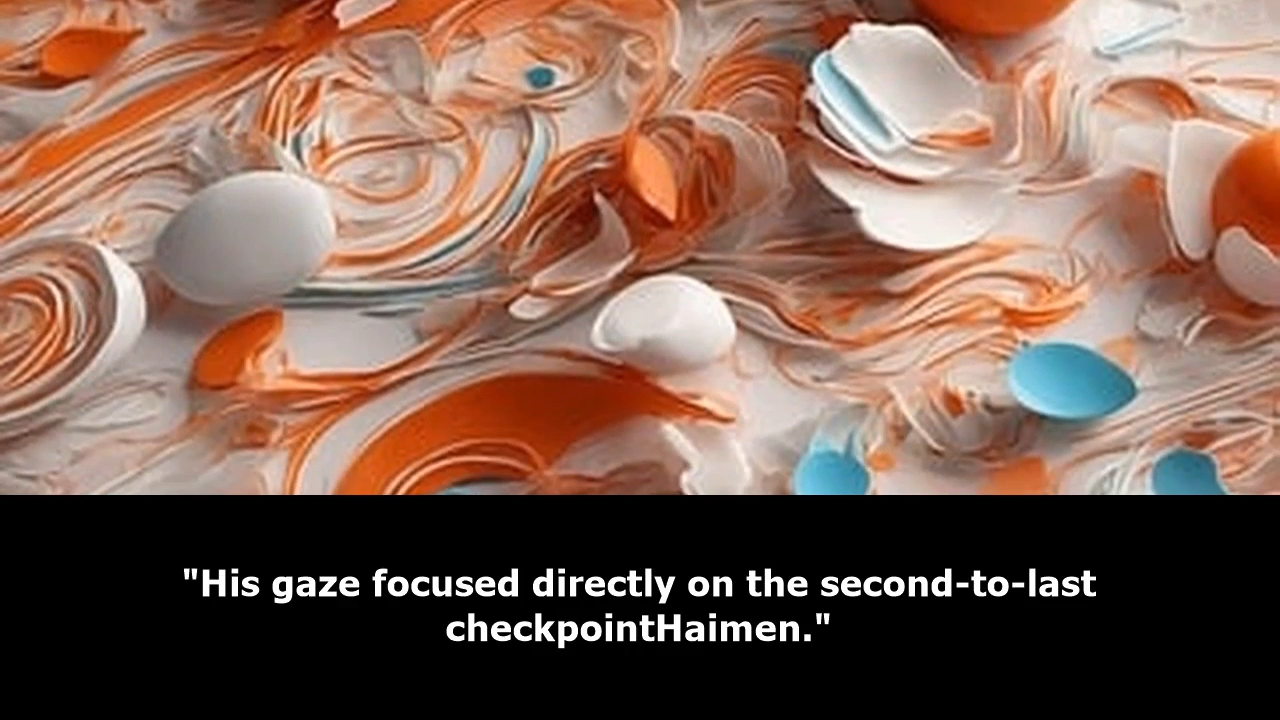 "His gaze focused directly on the second-to-last
checkpointHaimen."